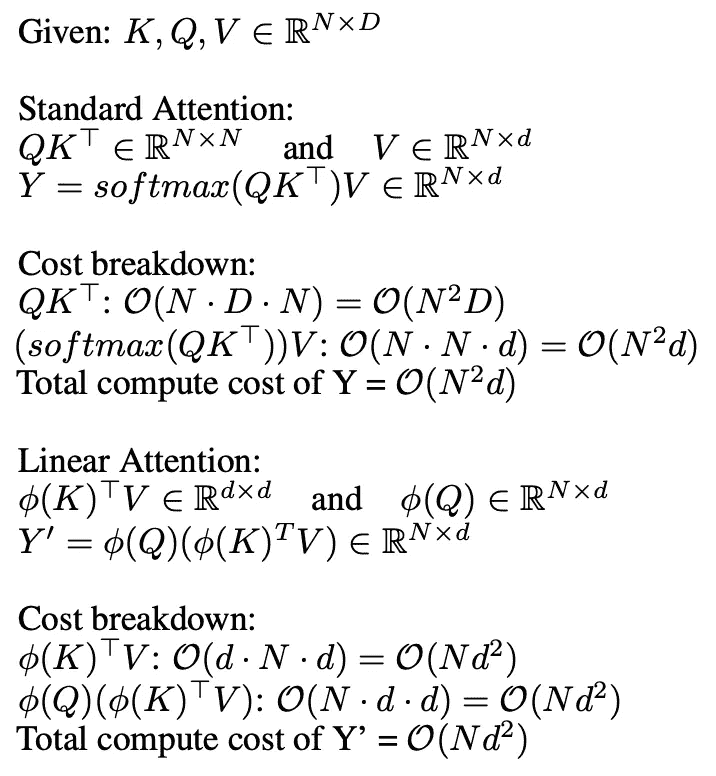 Given: $K, Q, V \in \mathbb{R}^{N \times D}$
Standard Attention:
$QK^\top \in \mathbb{R}^{N \times N}$ and $V \in \mathbb{R}^{N \times d}$
$Y = softmax(QK^\top)V \in \mathbb{R}^{N \times d}$
Cost breakdown:
$QK^\top$: $\mathcal{O}(N \cdot D \cdot N) = \mathcal{O}(N^2D)$
$(softmax(QK^\top))V$: $\mathcal{O}(N \cdot N \cdot d) = \mathcal{O}(N^2d)$
Total compute cost of Y = $\mathcal{O}(N^2d)$
Linear Attention:
$\phi(K)^\top V \in \mathbb{R}^{d \times d}$ and $\phi(Q) \in \mathbb{R}^{N \times d}$
$Y' = \phi(Q)(\phi(K)^T V) \in \mathbb{R}^{N \times d}$
Cost breakdown:
$\phi(K)^\top V$: $\mathcal{O}(d \cdot N \cdot d) = \mathcal{O}(Nd^2)$
$\phi(Q)(\phi(K)^\top V)$: $\mathcal{O}(N \cdot d \cdot d) = \mathcal{O}(Nd^2)$
Total compute cost of Y’ = $\mathcal{O}(Nd^2)$